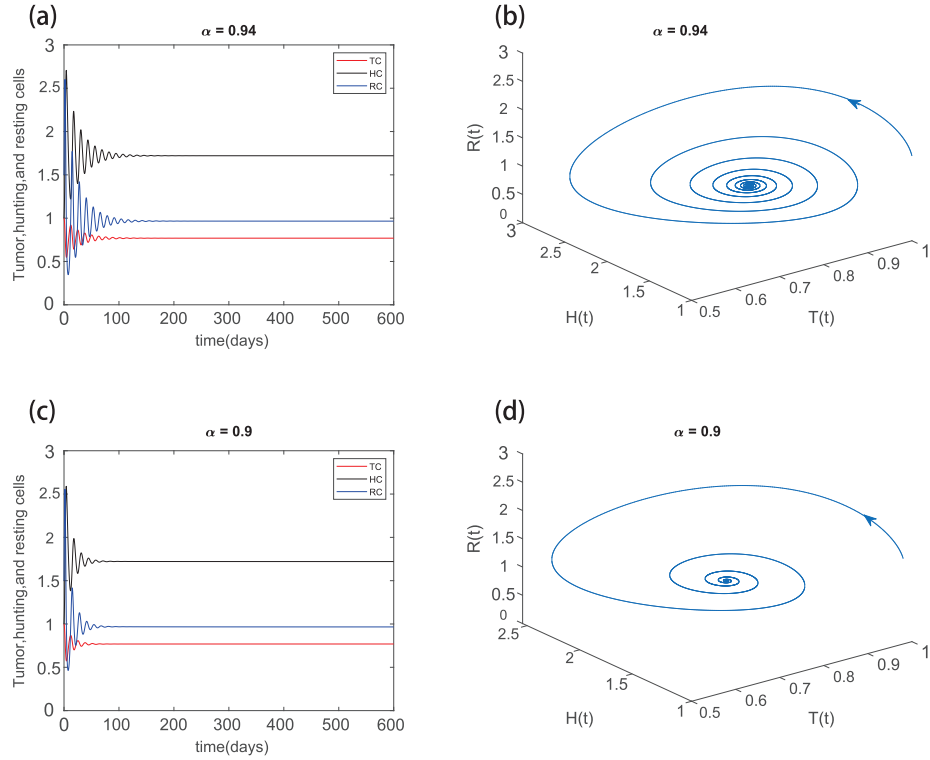 (a)
α = 0.94
Tumor,hunting,and resting cells
3
2.5
2
1.5
1
0.5
0
TC
HC
RC
0 100 200 300 400 500 600
time(days)
(b)
α = 0.94
R(t)
3
2.5
2
1.5
1
0.5
0
3
2.5
2
1.5
1
H(t)
0.5
0.6
0.7
0.8
0.9
1
T(t)
(c)
α = 0.9
Tumor,hunting,and resting cells
3
2.5
2
1.5
1
0.5
0
TC
HC
RC
0 100 200 300 400 500 600
time(days)
(d)
α = 0.9
R(t)
3
2.5
2
1.5
1
0.5
0
2.5
2
1.5
1
H(t)
0.5
0.6
0.7
0.8
0.9
1
T(t)